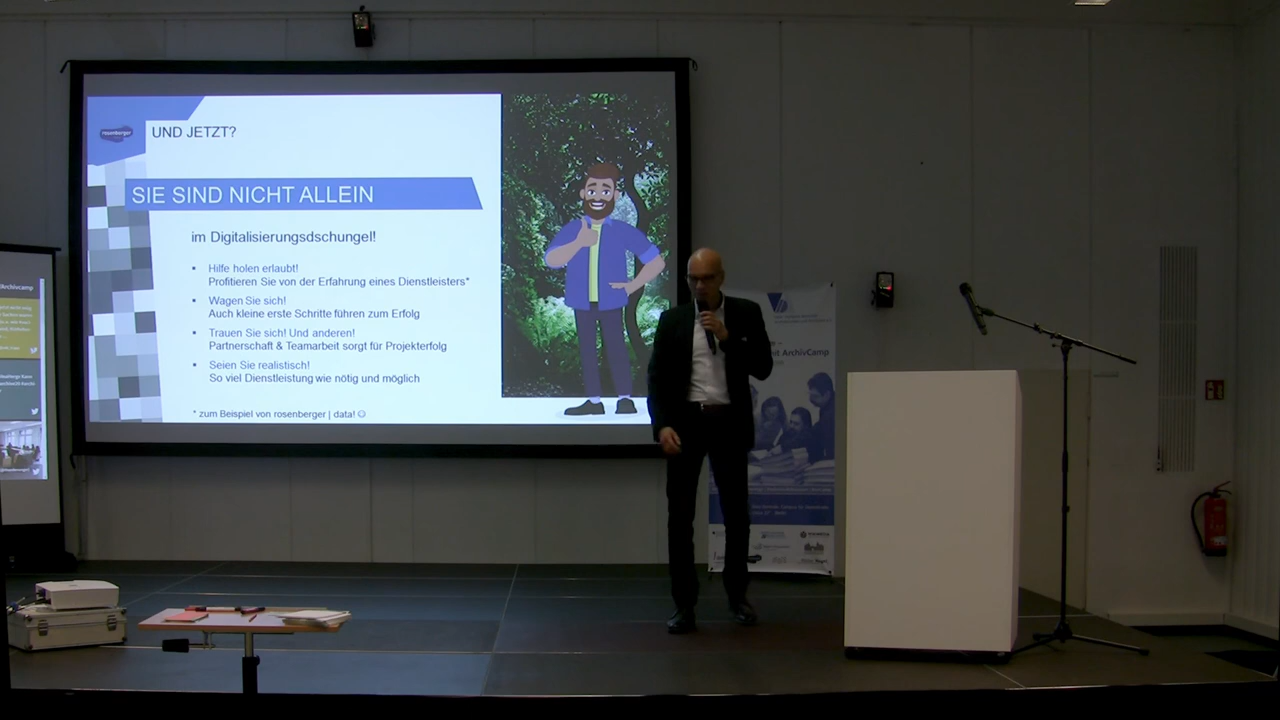 rosenberger
UND JETZT?
SIE SIND NICHT ALLEIN
im Digitalisierungsdschungel!
▪ Hilfe holen erlaubt!
Profitieren Sie von der Erfahrung eines Dienstleisters*
▪ Wagen Sie sich!
Auch kleine erste Schritte führen zum Erfolg
▪ Trauen Sie sich! Und anderen!
Partnerschaft & Teamarbeit sorgt für Projekterfolg
▪ Seien Sie realistisch!
So viel Dienstleistung wie nötig und möglich
* zum Beispiel von rosenberger | data! ☺
Archivcamp
ArchivCamp